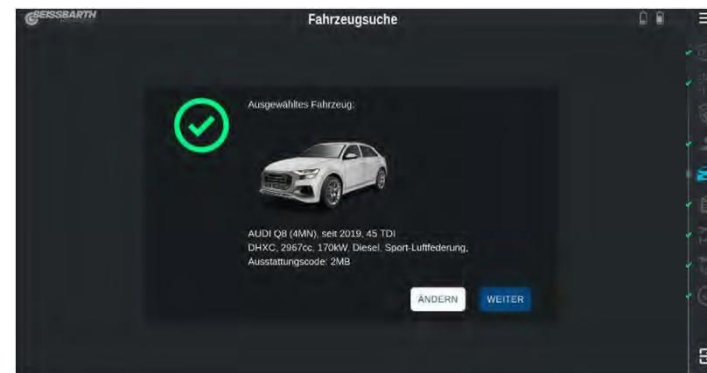 BEISSBARTH
Fahrzeugsuche
Ausgewähltes Fahrzeug:
AUDI Q8 (4MN), seit 2019, 45 TDI
DHXC, 2967cc, 170kW, Diesel, Sport-Luftfederung,
Ausstattungscode: 2MB
ÄNDERN WEITER